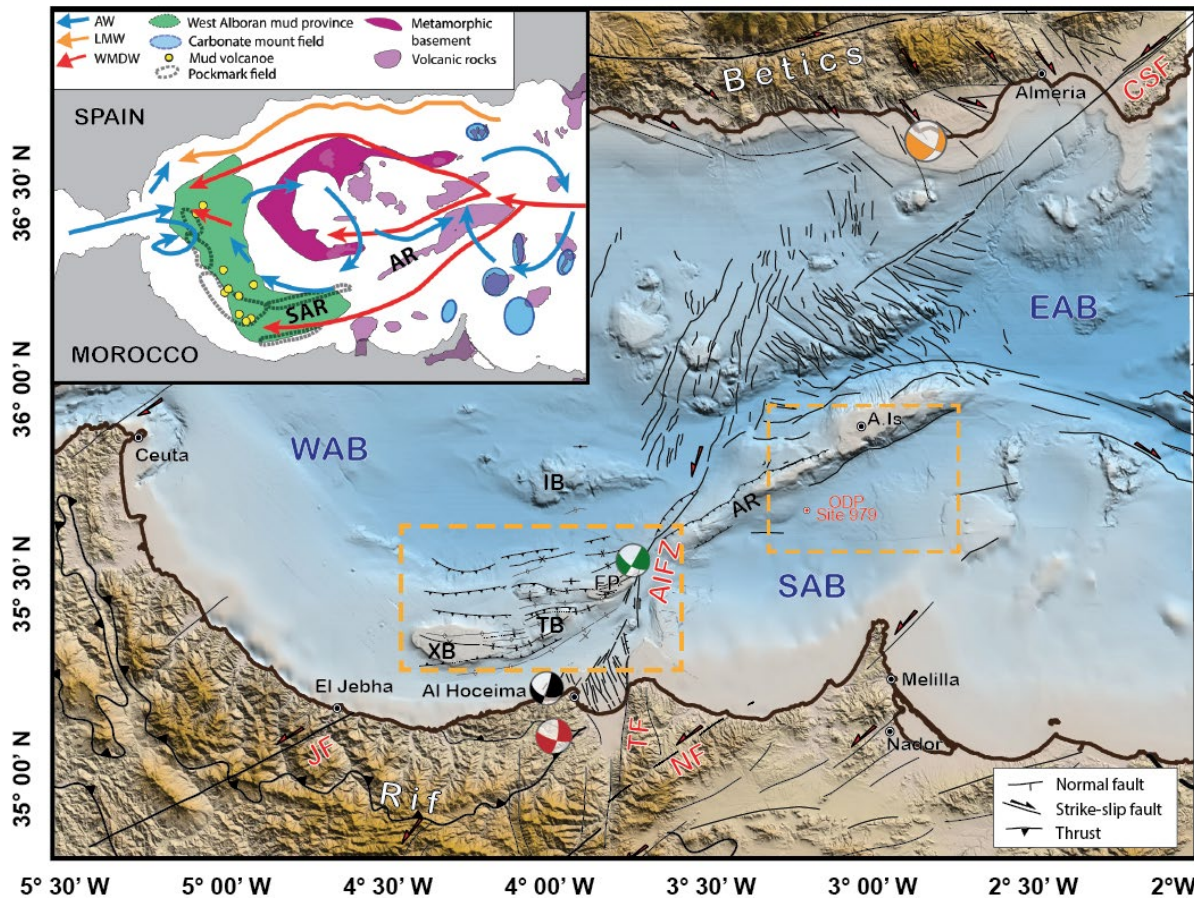 AW
LMW
WMDW
West Alboran mud province
Carbonate mount field
Mud volcanoe
Pockmark field
Metamorphic
basement
Volcanic rocks
SPAIN
MOROCCO
AR
SAR
Betics
Almeria
CSF
EAB
WAB
Ceuta
IB
A.Is.
AR
ODP
Site 979
AIFZ
FP
TB
XB
SAB
El Jebha
Al Hoceima
Melilla
Nador
JF
TF
NF
Rif
Normal fault
Strike-slip fault
Thrust
36° 30' N
36° 00' N
35° 30' N
35° 00' N
5° 30' W
5° 00' W
4° 30' W
4° 00' W
3° 30' W
3° 00' W
2° 30' W
2° W